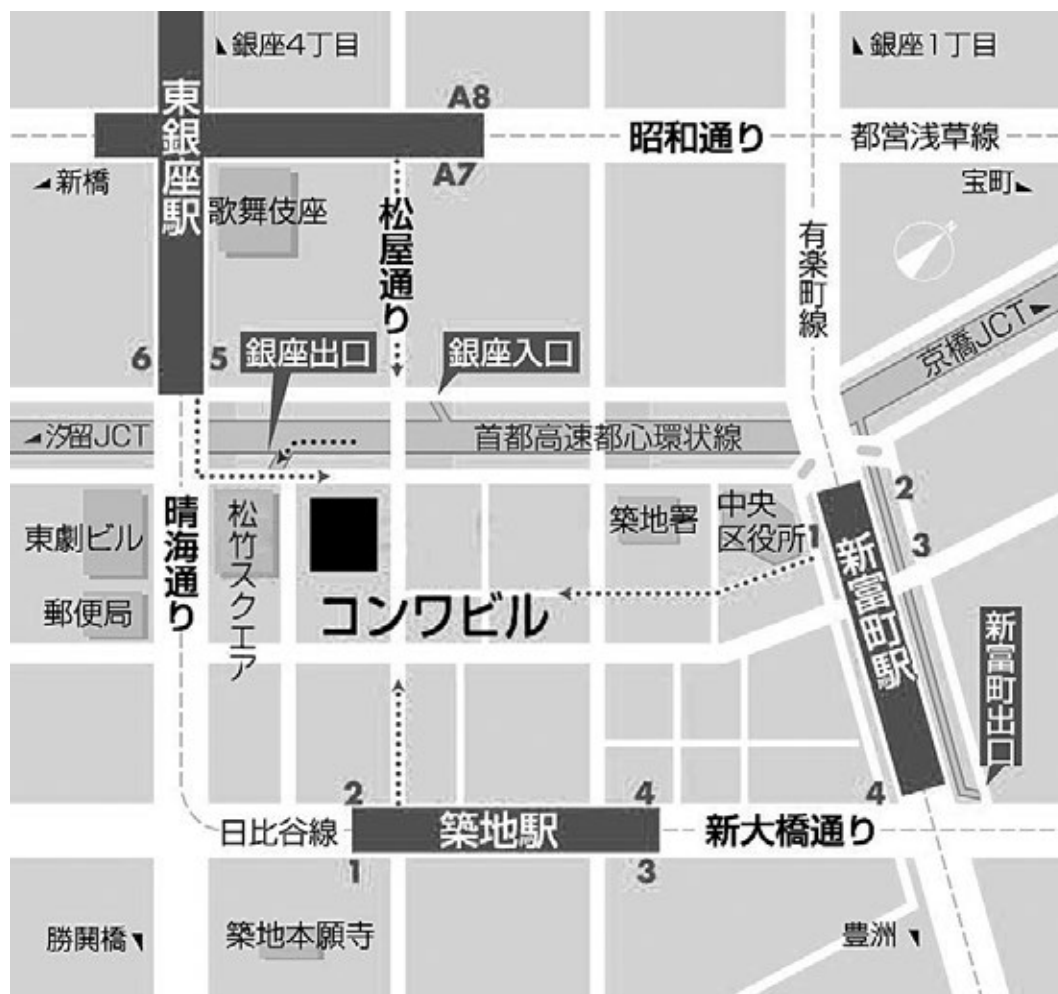 銀座4丁目
銀座1丁目
東銀座駅
A8
昭和通り
都営浅草線
A7
新橋
宝町
歌舞伎座
松屋通り
有楽町線
6
5
銀座出口
銀座入口
京橋JCT
汐留JCT
首都高速都心環状線
晴海通り
東劇ビル
松竹スクエア
築地署
中央
区役所
1
2
3
新富町駅
郵便局
コンワビル
新富町出口
2
4
4
日比谷線
築地駅
新大橋通り
1
3
勝開橋
築地本願寺
豊洲